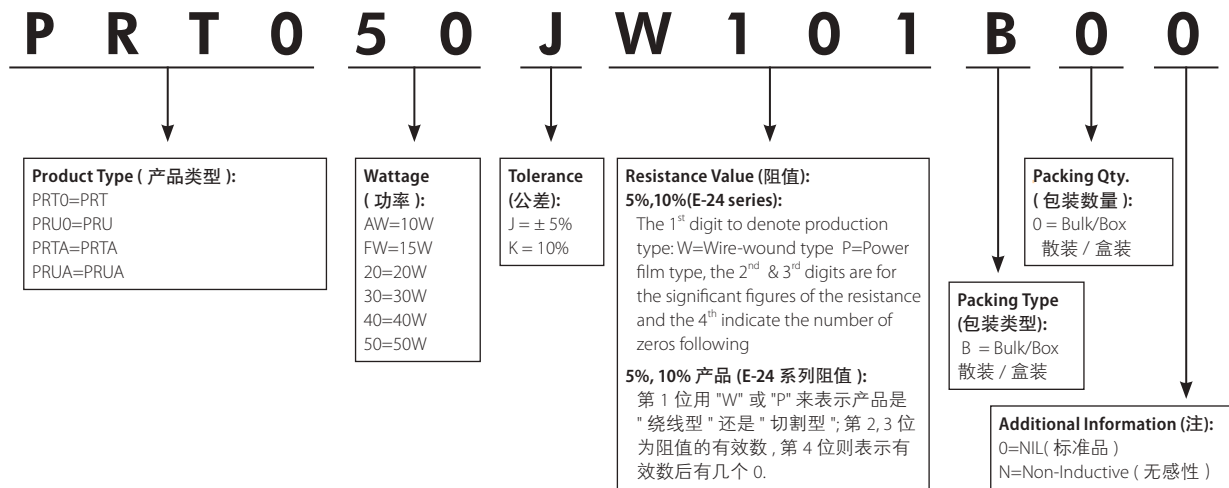 P R T 0 5 0 J W 1 0 1 B 0 0
Product Type ( 产品类型 ):
PRT0=PRT
PRU0=PRU
PRTA=PRTA
PRUA=PRUA
Wattage
( 功率 ):
AW=10W
FW=15W
20=20W
30=30W
40=40W
50=50W
Tolerance
(公差):
J = ± 5%
K = 10%
Resistance Value (阻值):
5%,10%(E-24 series):
The 1st digit to denote production
type: W=Wire-wound type P=Power
film type, the 2nd & 3rd digits are for
the significant figures of the resistance
and the 4th indicate the number of
zeros following
5%, 10% 产品 (E-24 系列阻值 ):
第 1 位用 "W" 或 "P" 来表示产品是
" 绕线型 " 还是 " 切割型 "; 第 2, 3 位
为阻值的有效数 , 第 4 位则表示有
效数后有几个 0.
Packing Type
(包装类型):
B = Bulk/Box
散装 / 盒装
Packing Qty.
( 包装数量 ):
0 = Bulk/Box
散装 / 盒装
Additional Information (注):
0=NIL( 标准品 )
N=Non-Inductive ( 无感性 )